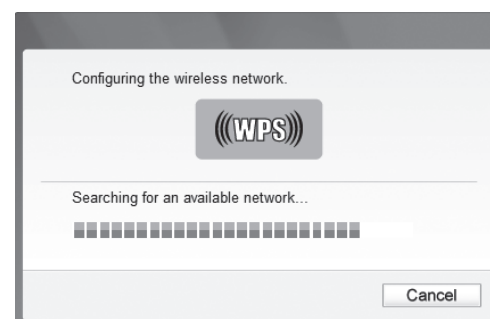 Configuring the wireless network.
(((WPS)))
Searching for an available network...
Cancel